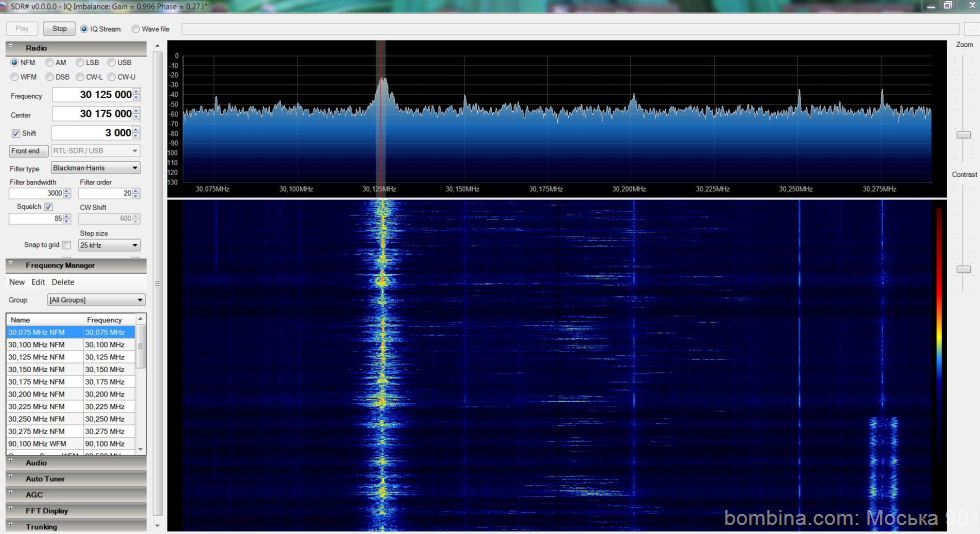 SDR# v0.0.0.0 - IQ Imbalance: Gain = 0,996 Phase = 0,273°
Play Stop IQ Stream Wave file
Radio
NFM AM LSB USB
WFM DSB CW-L CW-U
Frequency 30 125 000
Center 30 175 000
Shift 3 000
Front end RTL-SDR / USB
Filter type Blackman-Harris
Filter bandwidth Filter order
3000 20
Squelch CW Shift
85 600
Step size
Snap to grid 25 kHz
Frequency Manager
New Edit Delete
Group: [All Groups]
Name Frequency
30,075 MHz NFM 30,075 MHz
30,100 MHz NFM 30,100 MHz
30,125 MHz NFM 30,125 MHz
30,150 MHz NFM 30,150 MHz
30,175 MHz NFM 30,175 MHz
30,200 MHz NFM 30,200 MHz
30,225 MHz NFM 30,225 MHz
30,250 MHz NFM 30,250 MHz
30,275 MHz NFM 30,275 MHz
90,100 MHz WFM 90,100 MHz
Audio
Auto Tuner
AGC
FFT Display
Trunking
0
-10
-20
-30
-40
-50
-60
-70
-80
-90
100
110
120
130
30,075MHz 30,100MHz 30,125MHz 30,150MHz 30,175MHz 30,200MHz 30,225MHz 30,250MHz 30,275MHz
Zoom
Contrast
bombina.com: Моська 901